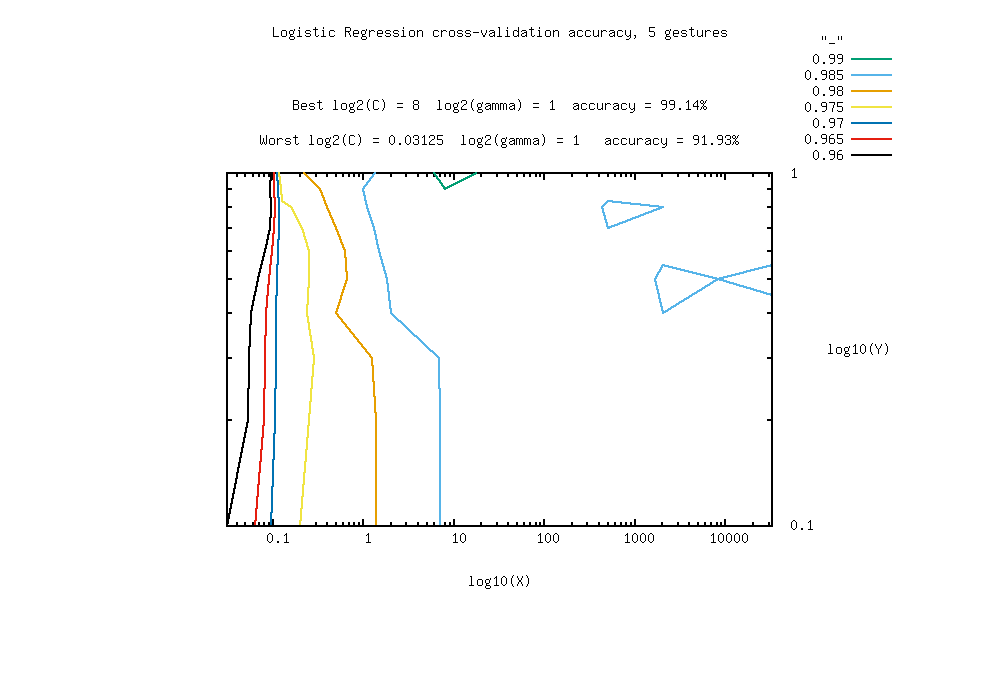 Logistic Regression cross-validation accuracy, 5 gestures
"_"
0.99
0.985
0.98
0.975
0.97
0.965
0.96
Best log2(C) = 8 log2(gamma) = 1 accuracy = 99.14%
Worst log2(C) = 0.03125 log2(gamma) = 1 accuracy = 91.93%
1
log10(Y)
0.1
0.1 1 10 100 1000 10000
log10(X)